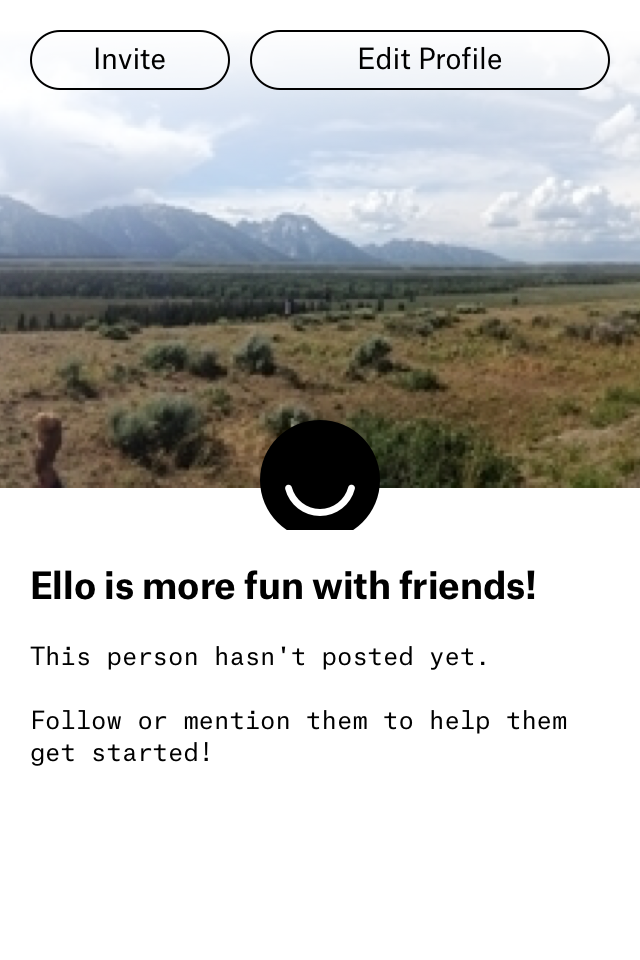 Invite
Edit Profile
Ello is more fun with friends!
This person hasn't posted yet.
Follow or mention them to help them
get started!